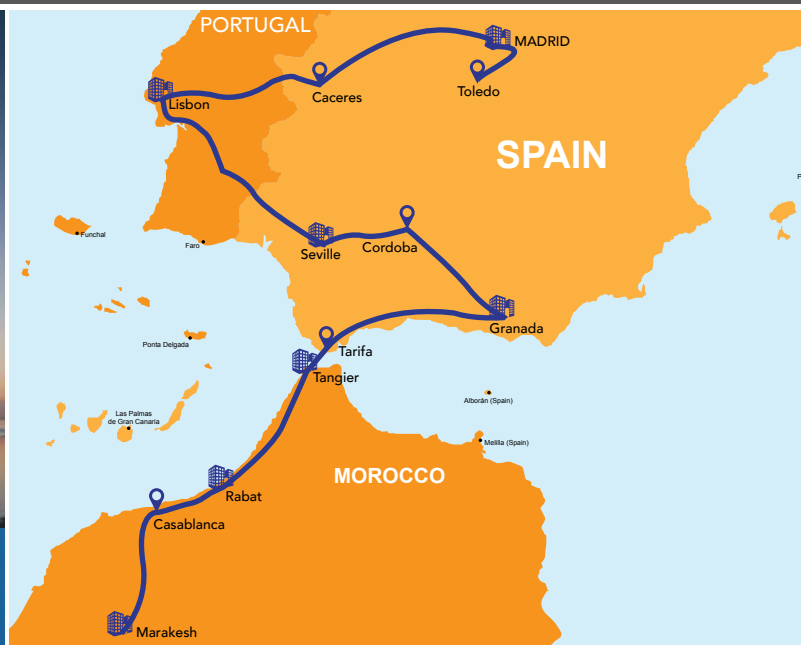 PORTUGAL
MADRID
Lisbon
Caceres
Toledo
SPAIN
Funchal
Faro
Seville
Cordoba
Granada
Ponta Delgada
Tarifa
Tangier
Alborán (Spain)
Las Palmas
de Gran Canaria
Melilla (Spain)
MOROCCO
Rabat
Casablanca
Marakesh